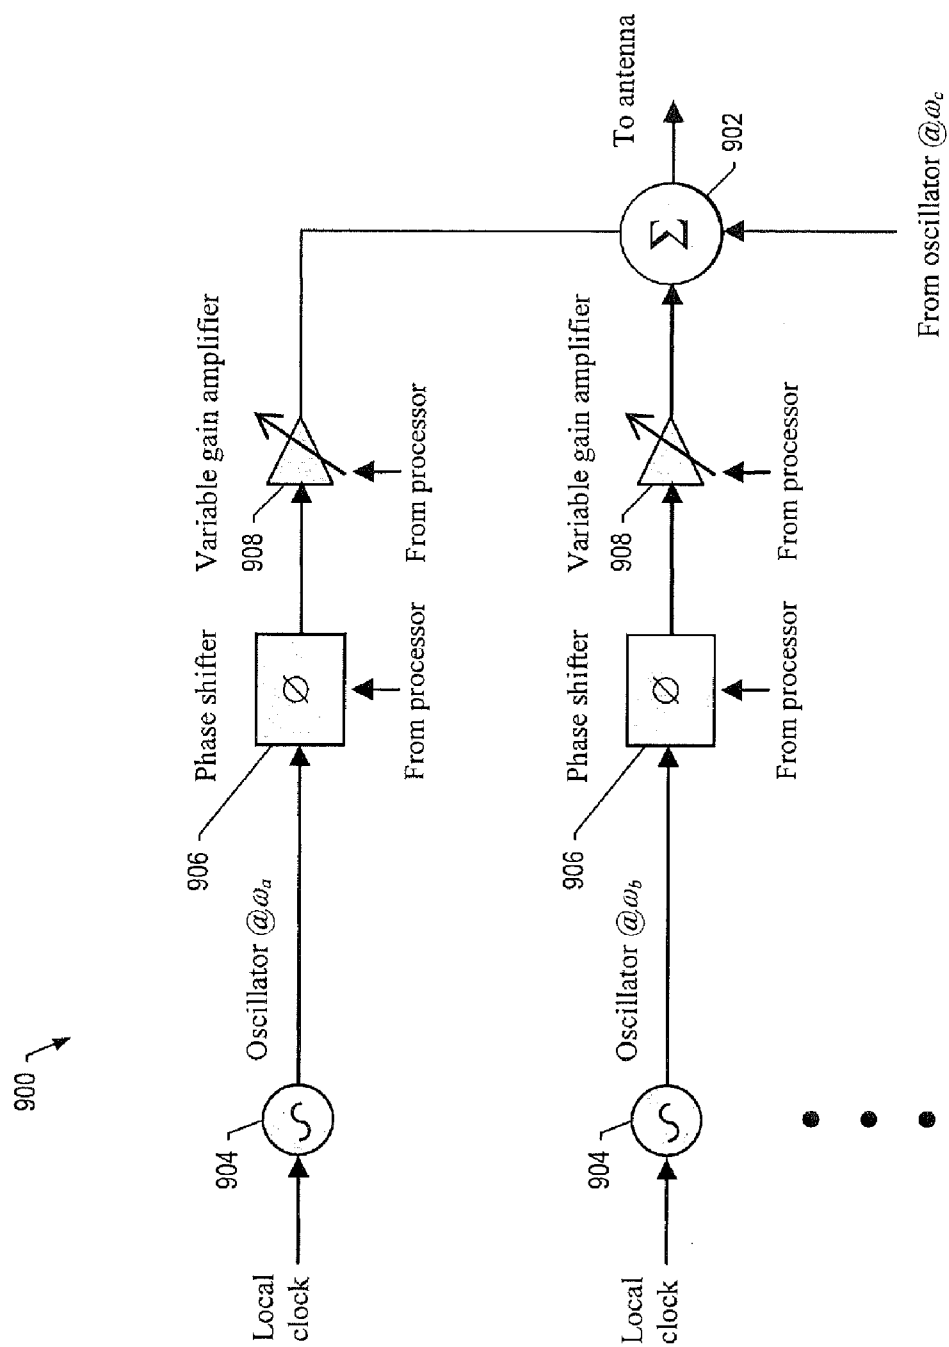 900
Local
clock
904
Oscillator @ωa
906
Phase shifter
Ø
From processor
908
Variable gain amplifier
From processor
Local
clock
904
Oscillator @ωb
906
Phase shifter
Ø
From processor
908
Variable gain amplifier
From processor
Σ
902
To antenna
From oscillator @ωc